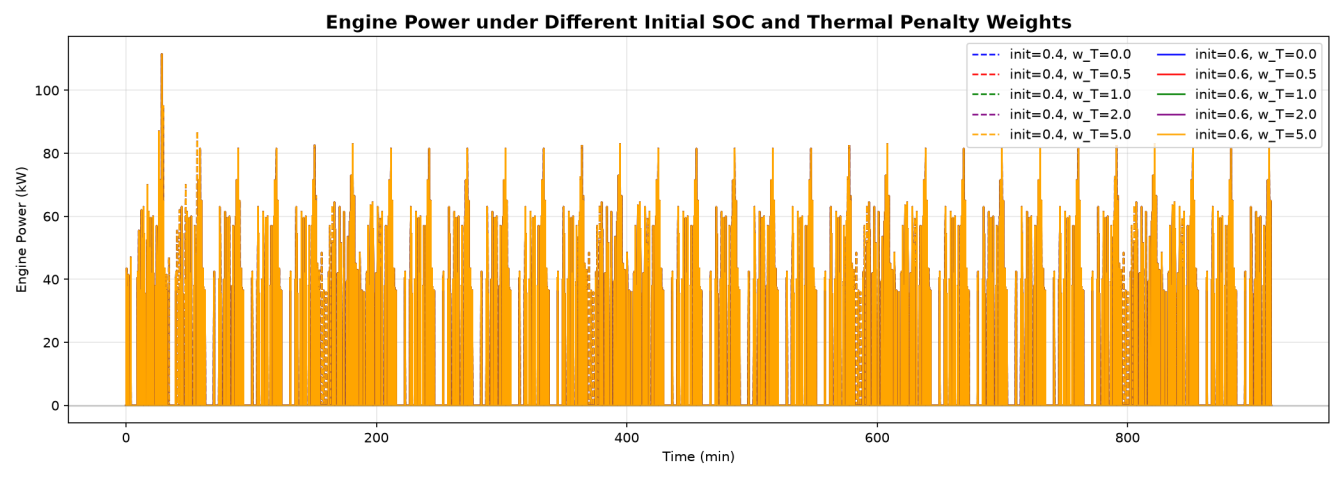 Engine Power under Different Initial SOC and Thermal Penalty Weights
init=0.4, w_T=0.0
init=0.4, w_T=0.5
init=0.4, w_T=1.0
init=0.4, w_T=2.0
init=0.4, w_T=5.0
init=0.6, w_T=0.0
init=0.6, w_T=0.5
init=0.6, w_T=1.0
init=0.6, w_T=2.0
init=0.6, w_T=5.0
Engine Power (kW)
100
80
60
40
20
0
0
200
400
600
800
Time (min)